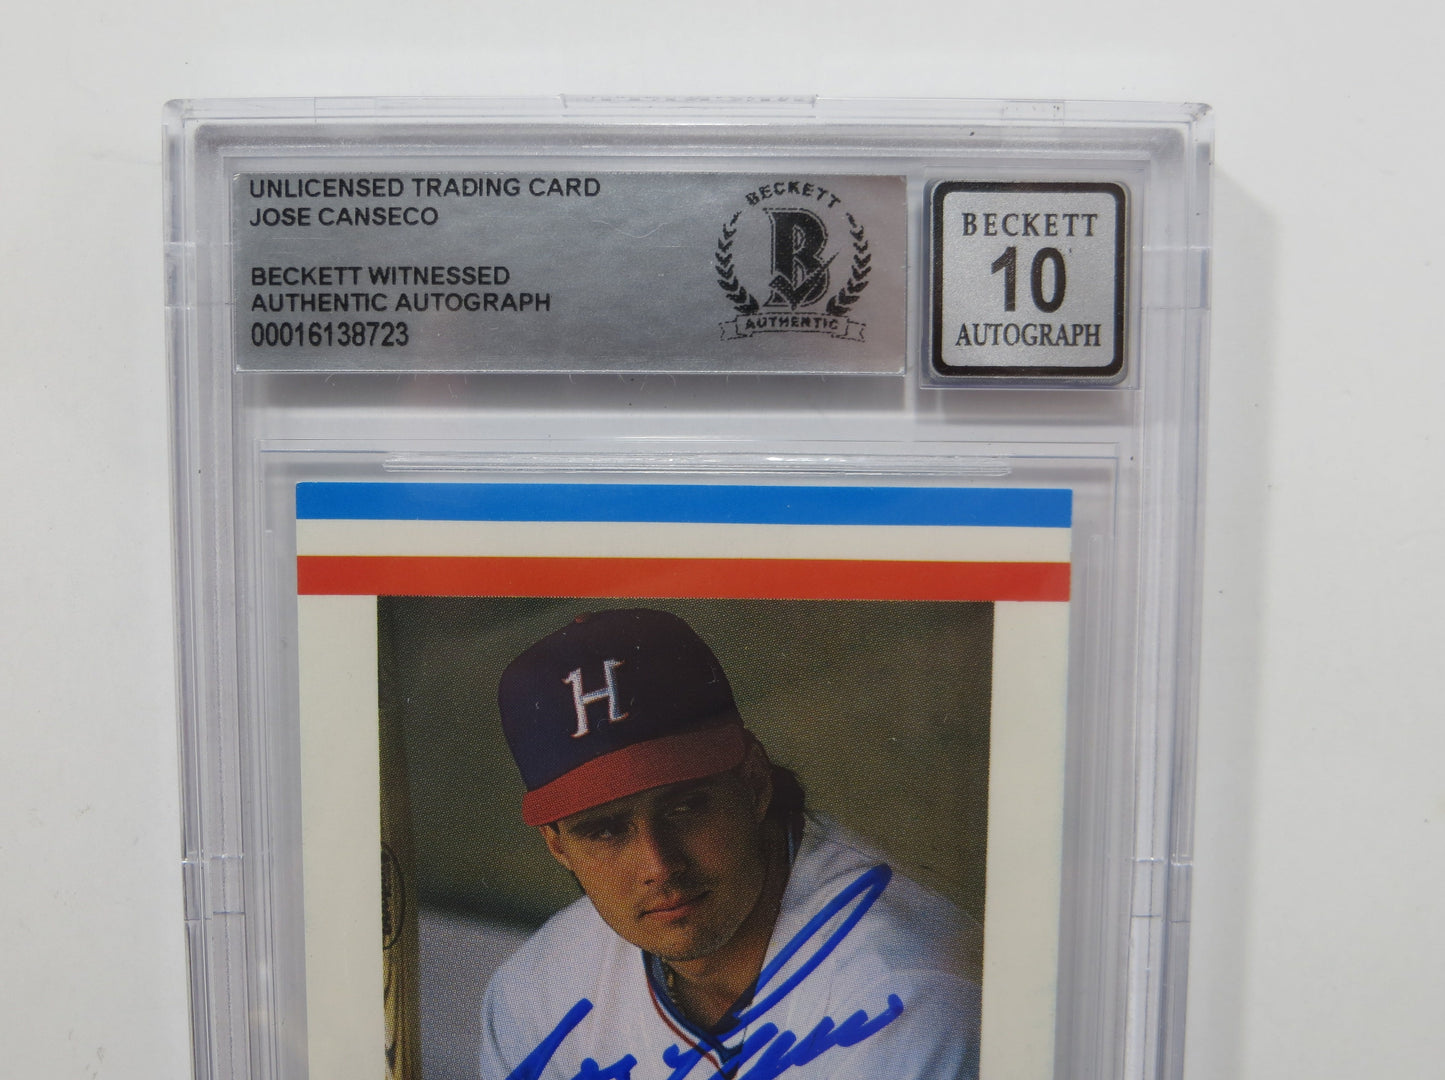 UNLICENSED TRADING CARD
JOSE CANSECO
BECKETT WITNESSED
AUTHENTIC AUTOGRAPH
00016138723
BECKETT
B
AUTHENTIC
BECKETT
10
AUTOGRAPH
H